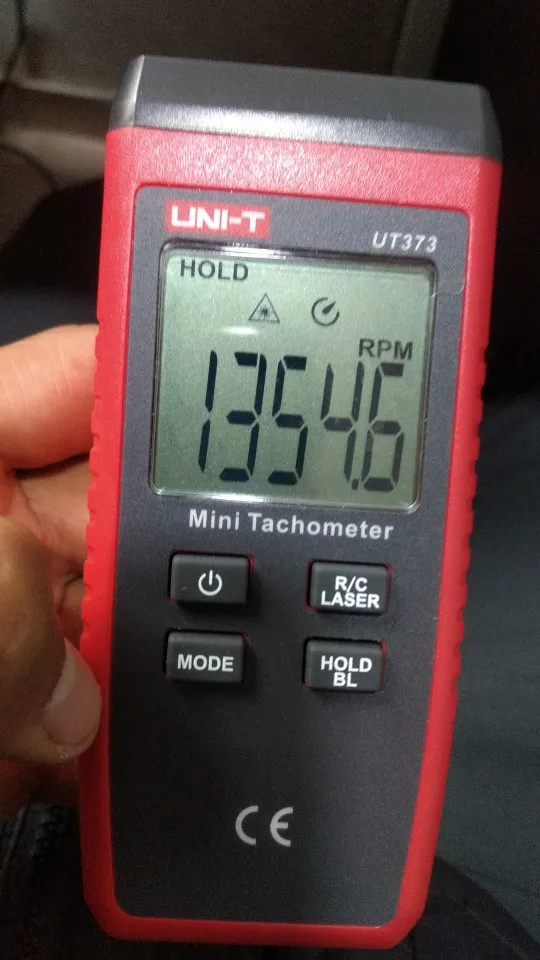 UNI-T
UT373
HOLD
RPM
1354.6
Mini Tachometer
R/C
LASER
MODE
HOLD
BL
CE